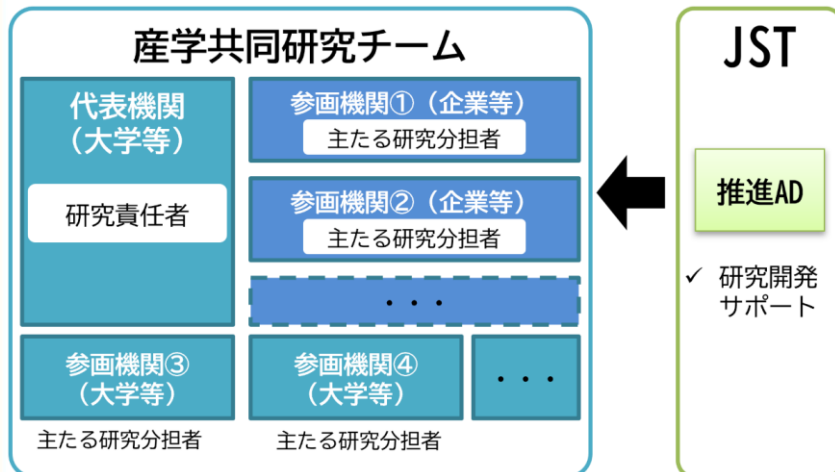 産学共同研究チーム
代表機関
（大学等）
研究責任者
参画機関①（企業等）
主たる研究分担者
参画機関②（企業等）
主たる研究分担者
・・・
参画機関③
（大学等）
主たる研究分担者
参画機関④
（大学等）
主たる研究分担者
・・・
JST
推進AD
✓ 研究開発
サポート